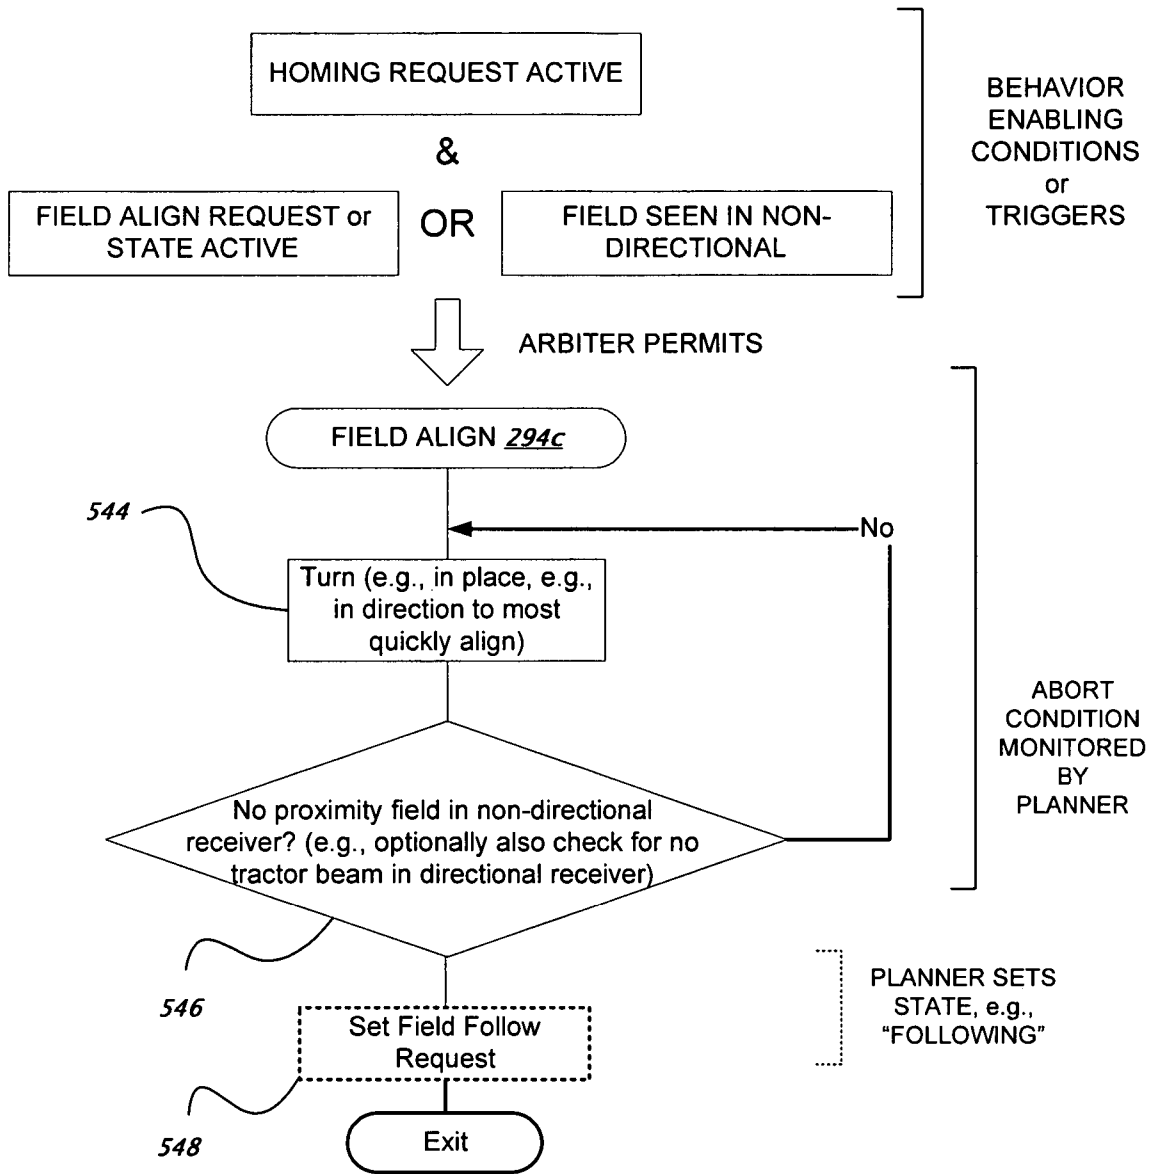 HOMING REQUEST ACTIVE
&
FIELD ALIGN REQUEST or
STATE ACTIVE
OR
FIELD SEEN IN NON-
DIRECTIONAL
BEHAVIOR
ENABLING
CONDITIONS
or
TRIGGERS
ARBITER PERMITS
FIELD ALIGN 294c
544
No
Turn (e.g., in place, e.g.,
in direction to most
quickly align)
ABORT
CONDITION
MONITORED
BY
PLANNER
No proximity field in non-directional
receiver? (e.g., optionally also check for no
tractor beam in directional receiver)
546
PLANNER SETS
STATE, e.g.,
“FOLLOWING”
Set Field Follow
Request
548
Exit